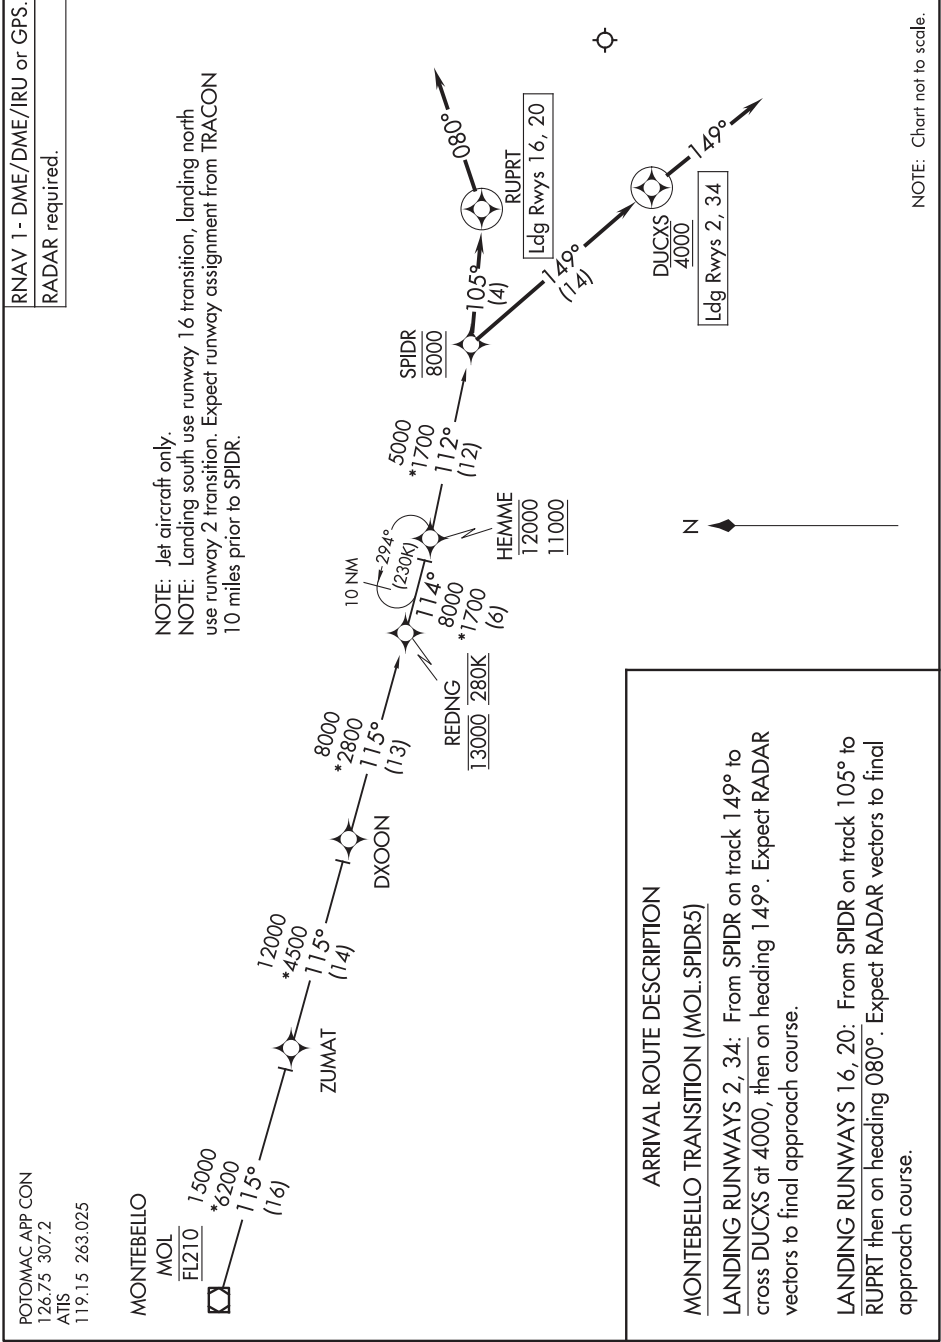 RNAV 1 - DME/DME/IRU or GPS.
RADAR required.
POTOMAC APP CON
126.75 307.2
ATIS
119.15 263.025
NOTE: Jet aircraft only.
NOTE: Landing south use runway 16 transition, landing north
use runway 2 transition. Expect runway assignment from TRACON
10 miles prior to SPIDR.
MONTEBELLO
MOL
FL210
15000
*6200
115°
(16)
ZUMAT
12000
*4500
115°
(14)
DXOON
8000
*2800
115°
(13)
REDNG
13000 280K
10 NM
294°
(230K)
114°
8000
*1700
(6)
HEMME
12000
11000
5000
*1700
112°
(12)
SPIDR
8000
105°
(4)
RUPRT
Ldg Rwys 16, 20
080°
149°
(14)
DUCXS
4000
Ldg Rwys 2, 34
149°
N
ARRIVAL ROUTE DESCRIPTION
MONTEBELLO TRANSITION (MOL.SPIDR5)
LANDING RUNWAYS 2, 34: From SPIDR on track 149° to
cross DUCXS at 4000, then on heading 149°. Expect RADAR
vectors to final approach course.
LANDING RUNWAYS 16, 20: From SPIDR on track 105° to
RUPRT then on heading 080°. Expect RADAR vectors to final
approach course.
NOTE: Chart not to scale.